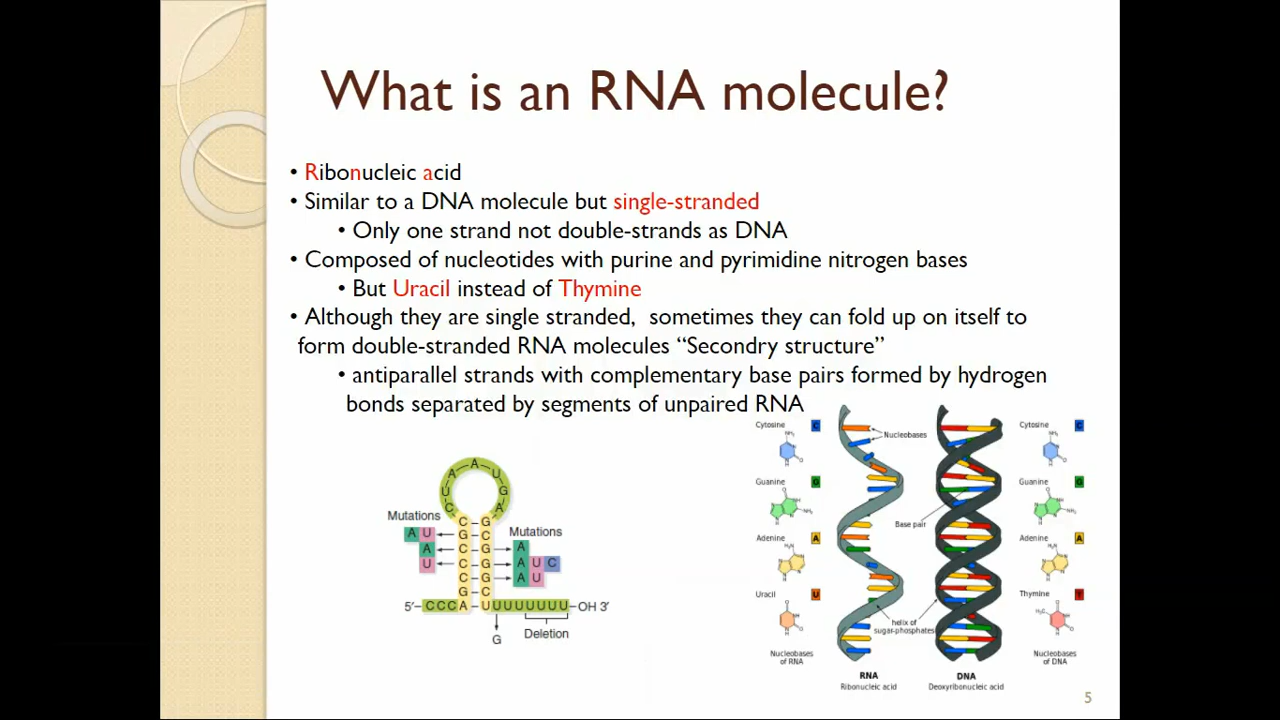 What is an RNA molecule?
• Ribonucleic acid
• Similar to a DNA molecule but single-stranded
• Only one strand not double-strands as DNA
• Composed of nucleotides with purine and pyrimidine nitrogen bases
• But Uracil instead of Thymine
• Although they are single stranded, sometimes they can fold up on itself to
form double-stranded RNA molecules “Secondry structure”
• antiparallel strands with complementary base pairs formed by hydrogen
bonds separated by segments of unpaired RNA
Mutations
Mutations
A U
A
U
A
A U C
A U
C U A A U G A
C G
G C
C G
C G
C G
G C
5′–CCCA UUUUUUUU–OH 3′
G
Deletion
Cytosine C
Guanine G
Adenine A
Uracil U
Nucleobases
of RNA
Nucleobases
Base pair
helix of
sugar-phosphates
RNA
Ribonucleic acid
DNA
Deoxyribonucleic acid
Cytosine C
Guanine G
Adenine A
Thymine T
Nucleobases
of DNA
5